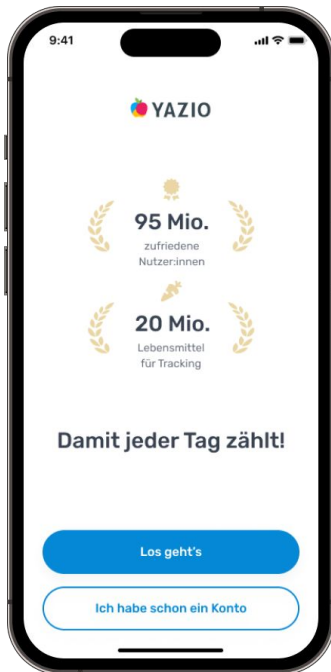 9:41
YAZIO
95 Mio.
zufriedene
Nutzer:innen
20 Mio.
Lebensmittel
für Tracking
Damit jeder Tag zählt!
Los geht's
Ich habe schon ein Konto